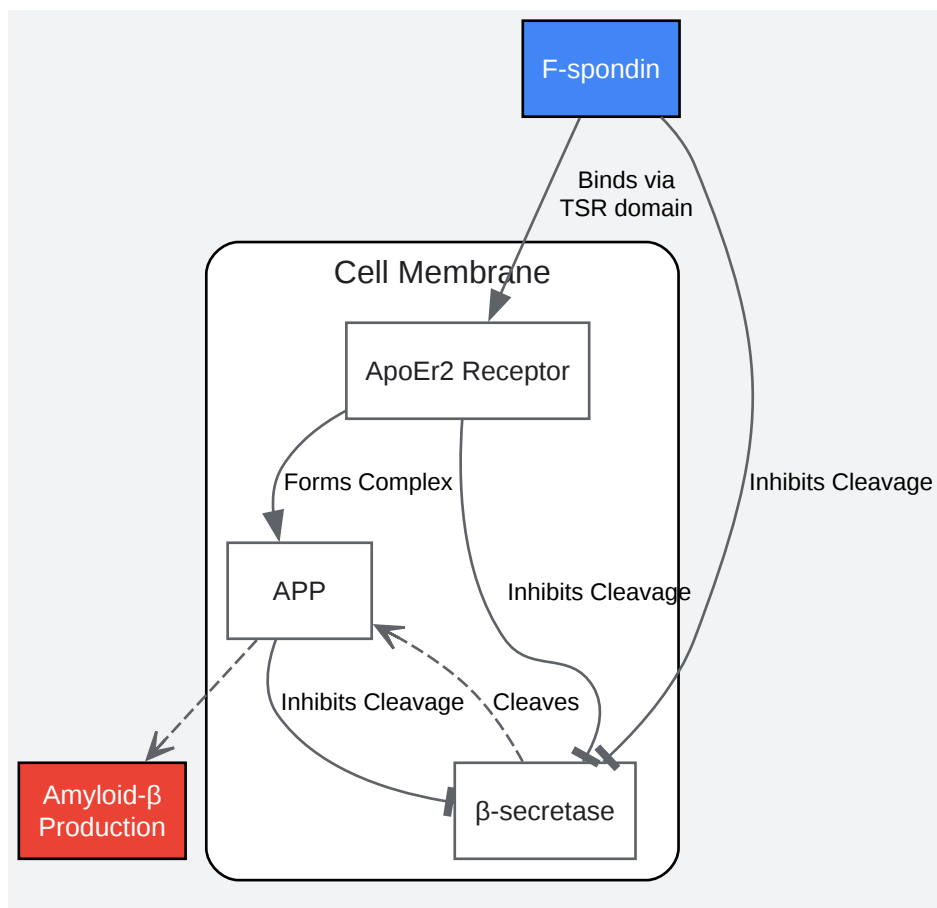 F-spondin
Binds via
TSR domain
Cell Membrane
ApoEr2 Receptor
Forms Complex
Inhibits Cleavage
APP
Inhibits Cleavage
Inhibits Cleavage
Cleaves
Amyloid-β
Production
β-secretase